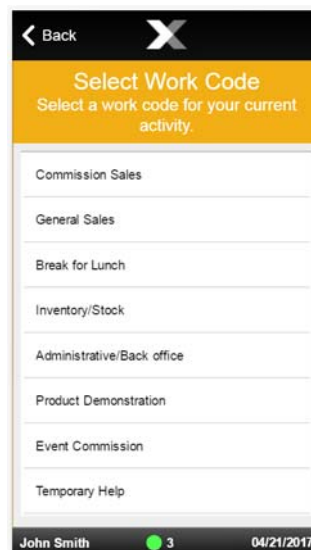 Back
Select Work Code
Select a work code for your current
activity.
Commission Sales
General Sales
Break for Lunch
Inventory/Stock
Administrative/Back office
Product Demonstration
Event Commission
Temporary Help
John Smith 3 04/21/2017